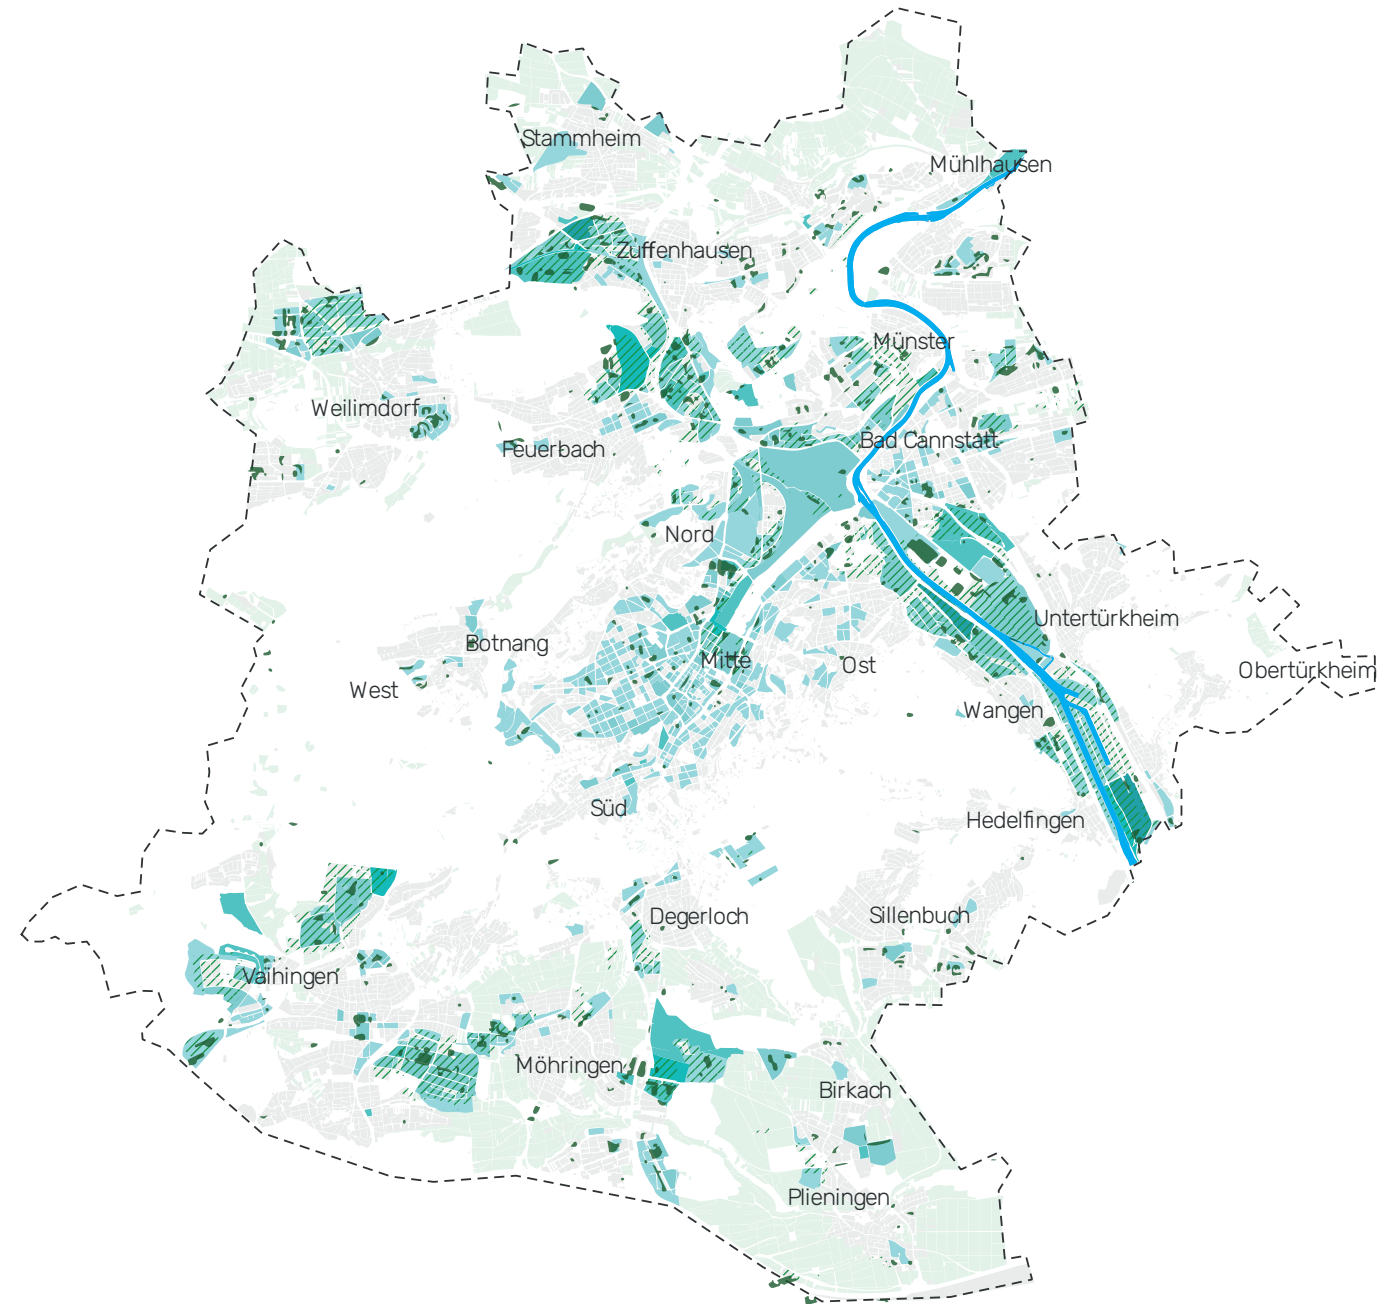 Stammheim
Mühlhausen
Zuffenhausen
Münster
Weilimdorf
Bad Cannstatt
Feuerbach
Nord
Untertürkheim
Botnang
Mitte
Ost
Obertürkheim
West
Wangen
Süd
Hedelfingen
Degerloch
Sillenbuch
Vaihingen
Möhringen
Birkach
Plieningen